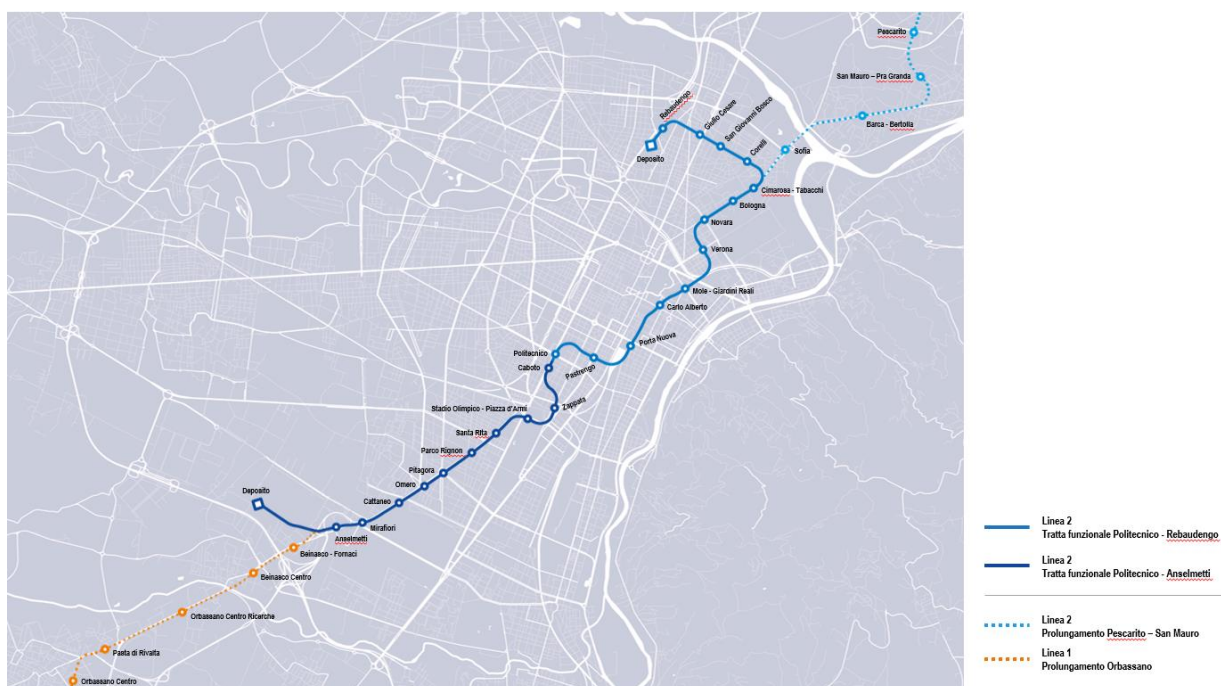 Pescarito
San Mauro – Pra Granda
Barca - Bertolla
Sofia
Rebaudengo
Giulio Cesare
San Giovanni Bosco
Corelli
Deposito
Cimarosa - Tabacchi
Bologna
Novara
Verona
Mole - Giardini Reali
Carlo Alberto
Porta Nuova
Politecnico
Pastrengo
Caboto
Zappata
Stadio Olimpico - Piazza d'Armi
Santa Rita
Parco Rignon
Pitagora
Omero
Cattaneo
Deposito
Mirafiori
Anselmetti
Beinasco - Fornaci
Beinasco Centro
Orbassano Centro Ricerche
Pasta di Rivalta
Orbassano Centro
Linea 2
Tratta funzionale Politecnico - Rebaudengo
Linea 2
Tratta funzionale Politecnico - Anselmetti
Linea 2
Prolungamento Pescarito – San Mauro
Linea 1
Prolungamento Orbassano